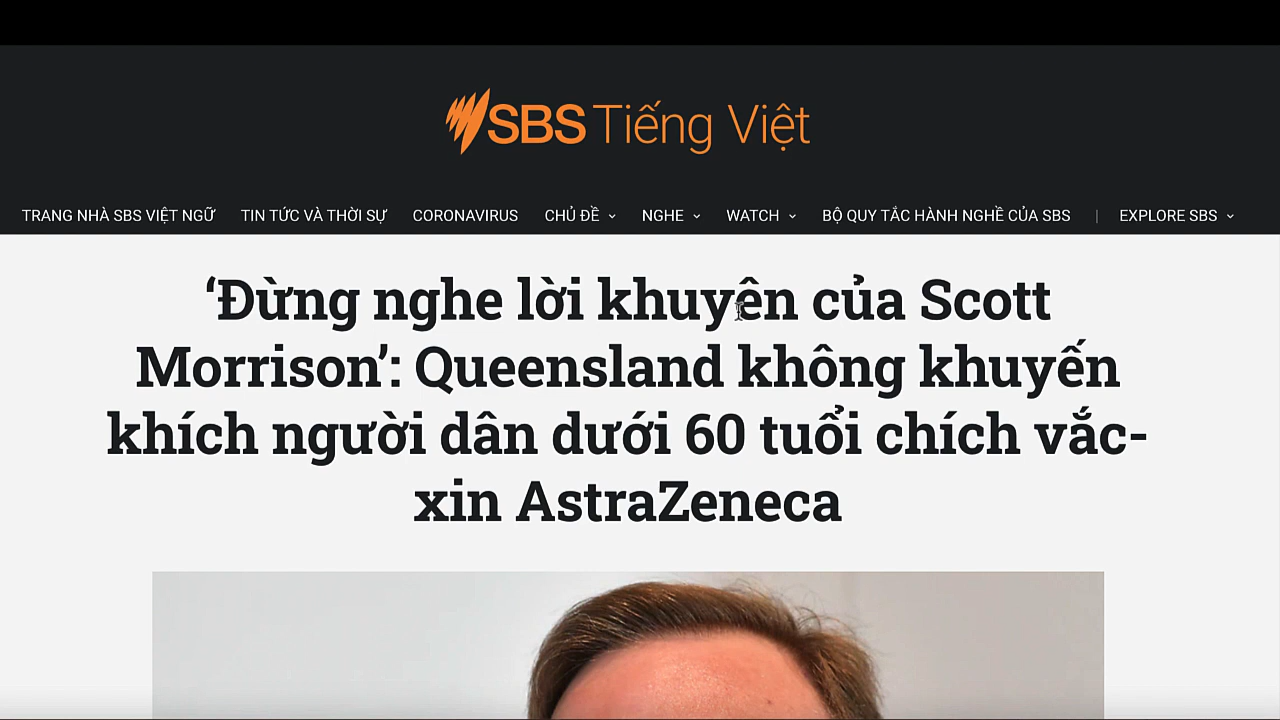 SBS Tiếng Việt
TRANG NHÀ SBS VIỆT NGỮ TIN TỨC VÀ THỜI SỰ CORONAVIRUS CHỦ ĐỀ NGHE WATCH BỘ QUY TẮC HÀNH NGHỀ CỦA SBS | EXPLORE SBS
‘Đừng nghe lời khuyên của Scott
Morrison’: Queensland không khuyến
khích người dân dưới 60 tuổi chích vắc-
xin AstraZeneca